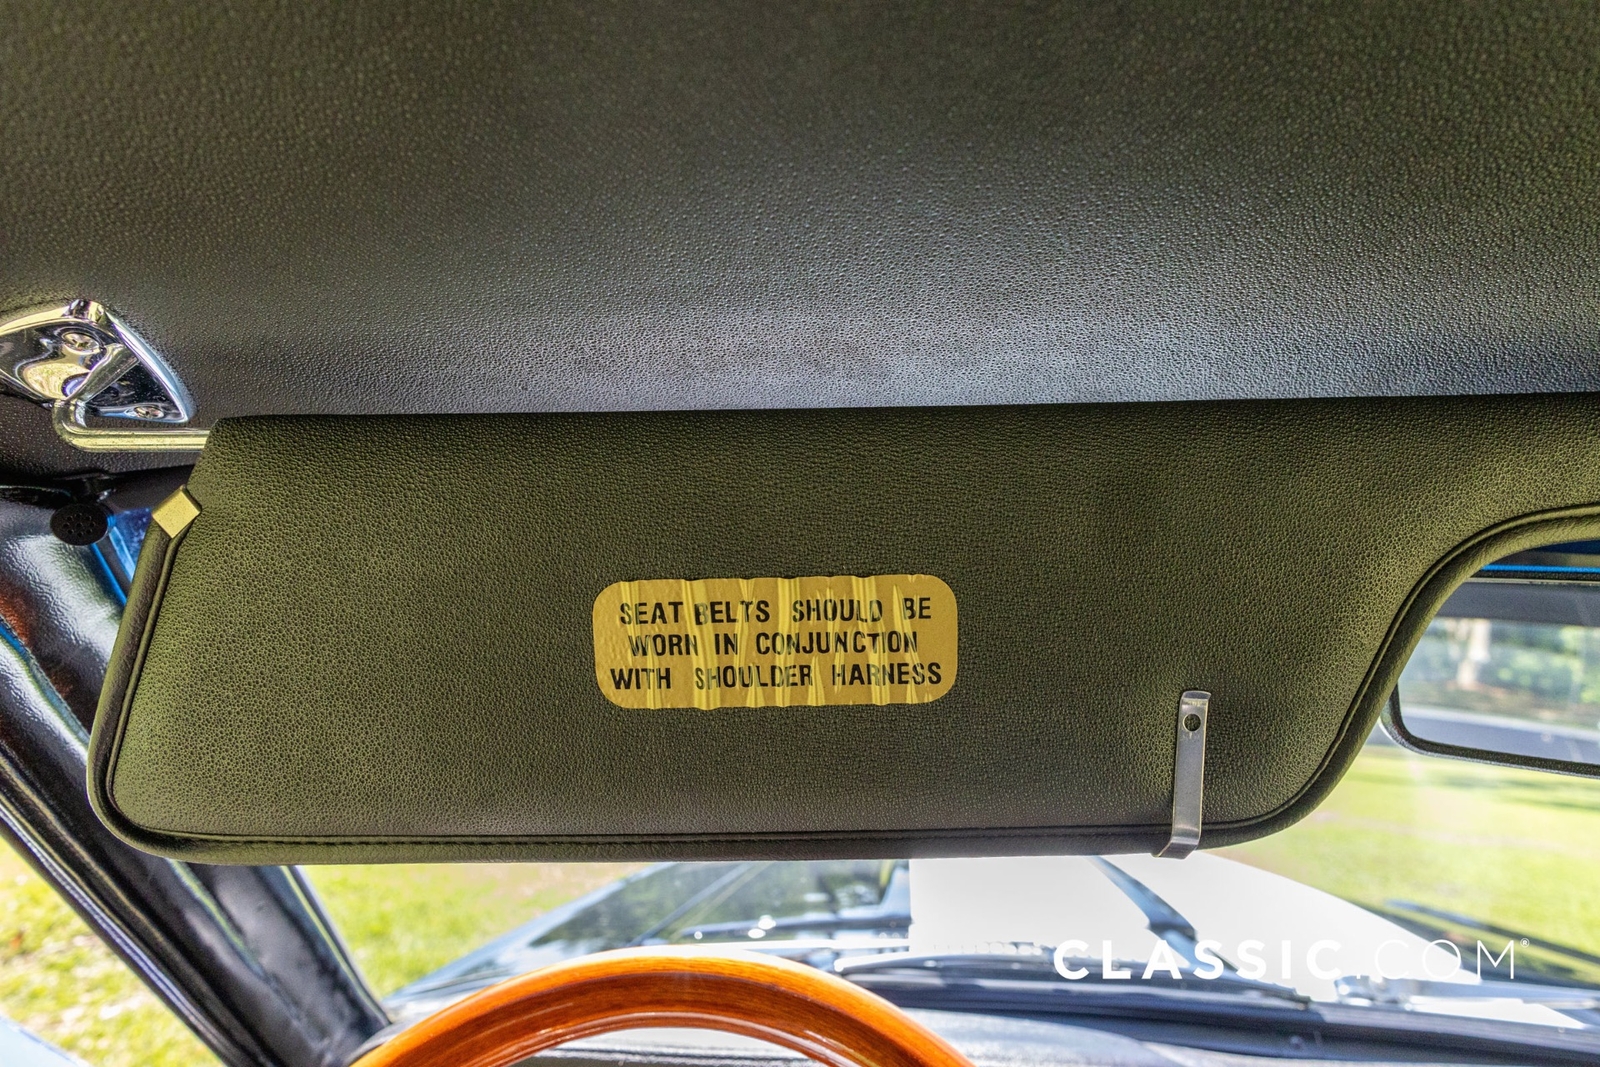 SEAT BELTS SHOULD BE
WORN IN CONJUNCTION
WITH SHOULDER HARNESS
CLASSIC.COM®